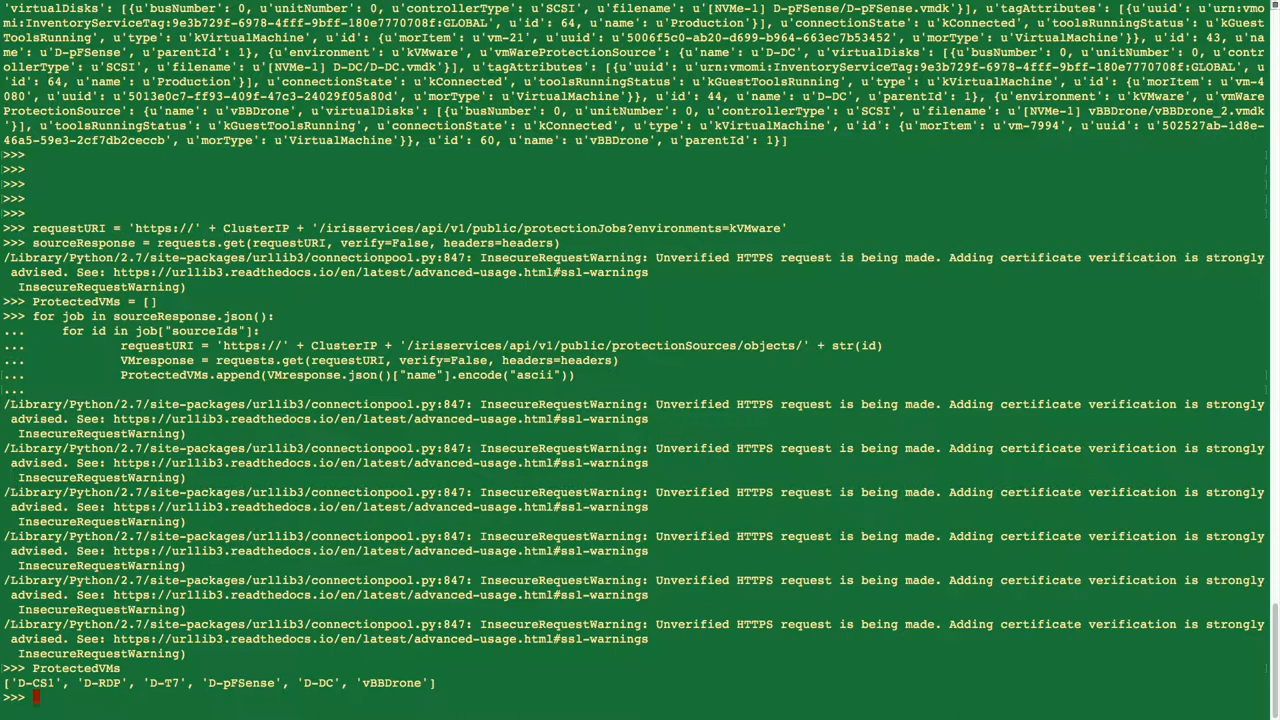 'virtualDisks': [{u'busNumber': 0, u'unitNumber': 0, u'controllerType': u'SCSI', u'filename': u'[NVMe-1] D-pFSense/D-pFSense.vmdk'}], u'tagAttributes': [{u'uuid': u'urn:vmo
mi:InventoryServiceTag:9e3b729f-6978-4fff-9bff-180e7770708f:GLOBAL', u'id': 64, u'name': u'Production'}], u'connectionState': u'kConnected', u'toolsRunningStatus': u'kGuest
ToolsRunning', u'type': u'kVirtualMachine', u'id': {u'morItem': u'vm-21', u'uuid': u'5006f5c0-ab20-d699-b964-663ec7b53452', u'morType': u'VirtualMachine'}}, u'id': 43, u'na
me': u'D-pFSense', u'parentId': 1}, {u'environment': u'kVMware', u'vmWareProtectionSource': {u'name': u'D-DC', u'virtualDisks': [{u'busNumber': 0, u'unitNumber': 0, u'contr
ollerType': u'SCSI', u'filename': u'[NVMe-1] D-DC/D-DC.vmdk'}], u'tagAttributes': [{u'uuid': u'urn:vmomi:InventoryServiceTag:9e3b729f-6978-4fff-9bff-180e7770708f:GLOBAL', u
'id': 64, u'name': u'Production'}], u'connectionState': u'kConnected', u'toolsRunningStatus': u'kGuestToolsRunning', u'type': u'kVirtualMachine', u'id': {u'morItem': u'vm-4
080', u'uuid': u'5013e0c7-ff93-409f-47c3-24029f05a80d', u'morType': u'VirtualMachine'}}, u'id': 44, u'name': u'D-DC', u'parentId': 1}, {u'environment': u'kVMware', u'vmWare
ProtectionSource': {u'name': u'vBBDrone', u'virtualDisks': [{u'busNumber': 0, u'unitNumber': 0, u'controllerType': u'SCSI', u'filename': u'[NVMe-1] vBBDrone/vBBDrone_2.vmdk
'}], u'toolsRunningStatus': u'kGuestToolsRunning', u'connectionState': u'kConnected', u'type': u'kVirtualMachine', u'id': {u'morItem': u'vm-7994', u'uuid': u'502527ab-1d8e-
46a5-59e3-2cf7db2ceccb', u'morType': u'VirtualMachine'}}, u'id': 60, u'name': u'vBBDrone', u'parentId': 1}]
>>>
>>>
>>>
>>>
>>>
>>> requestURI = 'https://' + ClusterIP + '/irisservices/api/v1/public/protectionJobs?environments=kVMware'
>>> sourceResponse = requests.get(requestURI, verify=False, headers=headers)
/Library/Python/2.7/site-packages/urllib3/connectionpool.py:847: InsecureRequestWarning: Unverified HTTPS request is being made. Adding certificate verification is strongly
advised. See: https://urllib3.readthedocs.io/en/latest/advanced-usage.html#ssl-warnings
  InsecureRequestWarning)
>>> ProtectedVMs = []
>>> for job in sourceResponse.json():
...     for id in job["sourceIds"]:
...             requestURI = 'https://' + ClusterIP + '/irisservices/api/v1/public/protectionSources/objects/' + str(id)
...             VMresponse = requests.get(requestURI, verify=False, headers=headers)
...             ProtectedVMs.append(VMresponse.json()["name"].encode("ascii"))
...
/Library/Python/2.7/site-packages/urllib3/connectionpool.py:847: InsecureRequestWarning: Unverified HTTPS request is being made. Adding certificate verification is strongly
advised. See: https://urllib3.readthedocs.io/en/latest/advanced-usage.html#ssl-warnings
  InsecureRequestWarning)
/Library/Python/2.7/site-packages/urllib3/connectionpool.py:847: InsecureRequestWarning: Unverified HTTPS request is being made. Adding certificate verification is strongly
advised. See: https://urllib3.readthedocs.io/en/latest/advanced-usage.html#ssl-warnings
  InsecureRequestWarning)
/Library/Python/2.7/site-packages/urllib3/connectionpool.py:847: InsecureRequestWarning: Unverified HTTPS request is being made. Adding certificate verification is strongly
advised. See: https://urllib3.readthedocs.io/en/latest/advanced-usage.html#ssl-warnings
  InsecureRequestWarning)
/Library/Python/2.7/site-packages/urllib3/connectionpool.py:847: InsecureRequestWarning: Unverified HTTPS request is being made. Adding certificate verification is strongly
advised. See: https://urllib3.readthedocs.io/en/latest/advanced-usage.html#ssl-warnings
  InsecureRequestWarning)
/Library/Python/2.7/site-packages/urllib3/connectionpool.py:847: InsecureRequestWarning: Unverified HTTPS request is being made. Adding certificate verification is strongly
advised. See: https://urllib3.readthedocs.io/en/latest/advanced-usage.html#ssl-warnings
  InsecureRequestWarning)
/Library/Python/2.7/site-packages/urllib3/connectionpool.py:847: InsecureRequestWarning: Unverified HTTPS request is being made. Adding certificate verification is strongly
advised. See: https://urllib3.readthedocs.io/en/latest/advanced-usage.html#ssl-warnings
  InsecureRequestWarning)
>>> ProtectedVMs
['D-CS1', 'D-RDP', 'D-T7', 'D-pFSense', 'D-DC', 'vBBDrone']
>>>